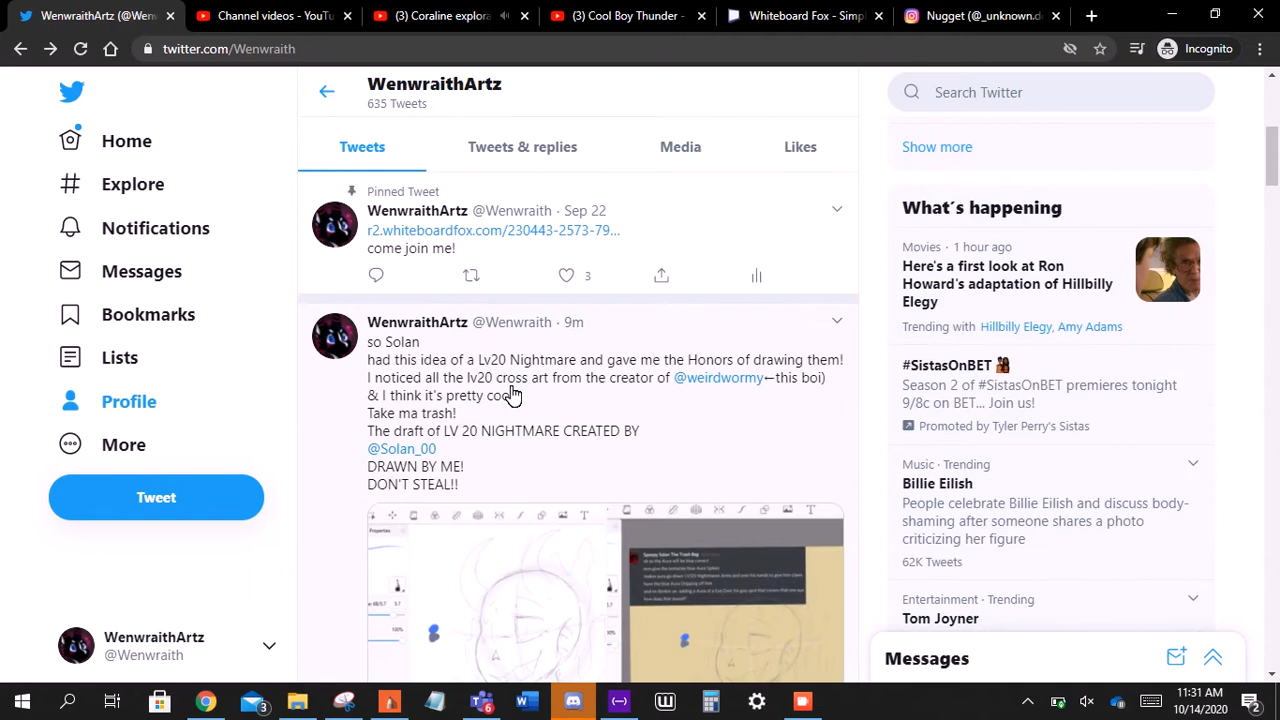 WenwraithArtz (@Wen
Channel videos - YouTu
so) Coraline
(6) Cool Boy Thunder -
Whiteboard Fox - Simp
Nugget (@_unknown.d
twitter.com/Wenwraith
Incognito
WenwraithArtz
635 Tweets
Search Twitter
Home
Explore
Notifications
Messages
Bookmarks
Lists
Profile
More
Tweet
WenwraithArtz
@Wenwraith
Tweets
Tweets & replies
Media
Likes
Pinned Tweet
WenwraithArtz @Wenwraith · Sep 22
r2.whiteboardfox.com/230443-2573-79...
come join me!
3
WenwraithArtz @Wenwraith · 9m
so Solan
had this idea of a Lv20 Nightmare and gave me the Honors of drawing them!
I noticed all the lv20 cross art from the creator of @weirdwormy←this boi)
& I think it's pretty coo
Take ma trash!
The draft of LV 20 NIGHTMARE CREATED BY
@Solan_00
DRAWN BY ME!
DON'T STEAL!!
Properties
100%
Show more
What´s happening
Movies · 1 hour ago
Here's a first look at Ron
Howard's adaptation of Hillbilly
Elegy
Trending with Hillbilly Elegy, Amy Adams
#SistasOnBET
Season 2 of #SistasOnBET premieres tonight
9/8c on BET... Join us!
Promoted by Tyler Perry's Sistas
Music · Trending
Billie Eilish
People celebrate Billie Eilish and discuss body-
shaming after someone shares a photo
criticizing her figure
62K Tweets
Entertainment · Trending
Tom Joyner
Messages
3
6
11:31 AM
10/14/2020
2